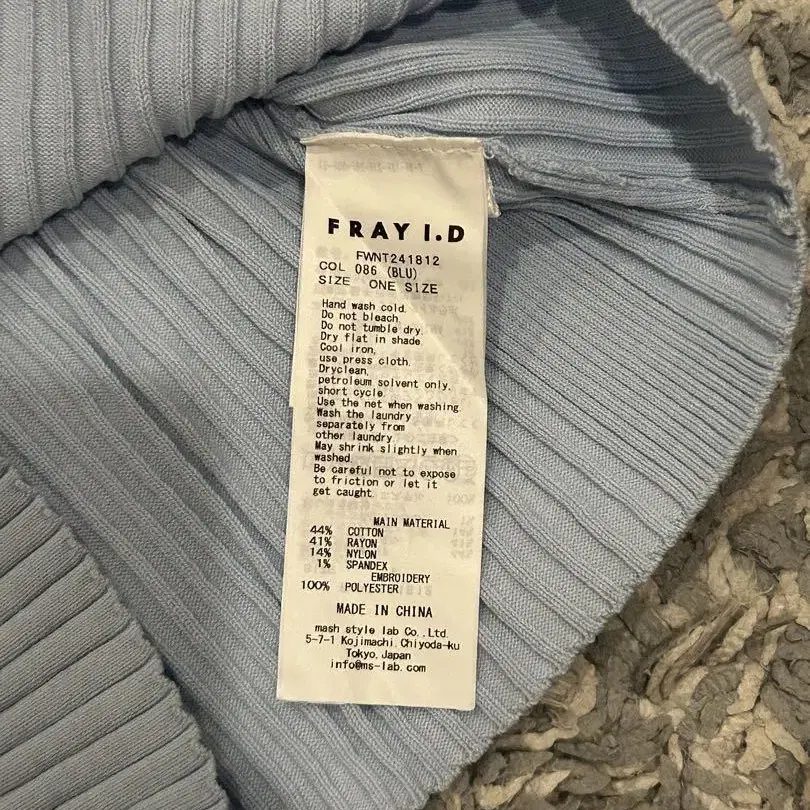 FRAY I.D
FWNT241812
COL 086 (BLU)
SIZE ONE SIZE
Hand wash cold.
Do not bleach.
Do not tumble dry.
Dry flat in shade.
Cool iron,
use press cloth.
Dryclean,
petroleum solvent only,
short cycle.
Use the net when washing.
Wash the laundry
separately from
other laundry.
May shrink slightly when
washed.
Be careful not to expose
to friction or let it
get caught.
MAIN MATERIAL
44% COTTON
41% RAYON
14% NYLON
1% SPANDEX
EMBROIDERY
100% POLYESTER
MADE IN CHINA
mash style lab Co.,Ltd.
5-7-1 Kojimachi, Chiyoda-ku
Tokyo, Japan
info@ms-lab.com